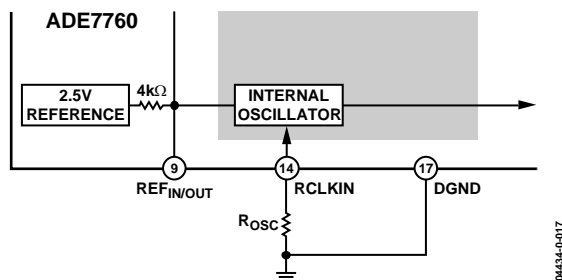 ADE7760
2.5V
REFERENCE
4kΩ
INTERNAL
OSCILLATOR
9
14
17
REFIN/OUT
RCLKIN
DGND
ROSC
04434-0-017